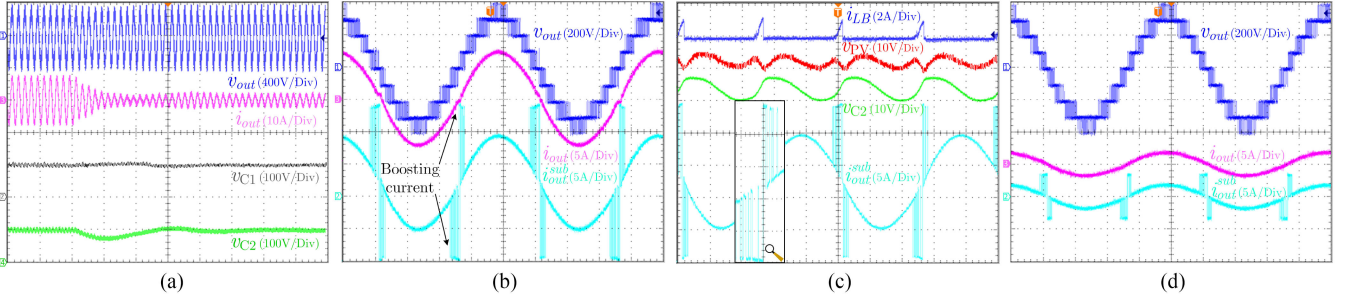 v_out (400V/Div)
i_out (10A/Div)
v_C1 (100V/Div)
v_C2 (100V/Div)
(a)
v_out (200V/Div)
i_out (5A/Div)
i_out^sub (5A/Div)
Boosting
current
(b)
i_LB (2A/Div)
v_PV (10V/Div)
v_C2 (10V/Div)
i_out^sub (5A/Div)
(c)
v_out (200V/Div)
i_out (5A/Div)
i_out^sub (5A/Div)
(d)